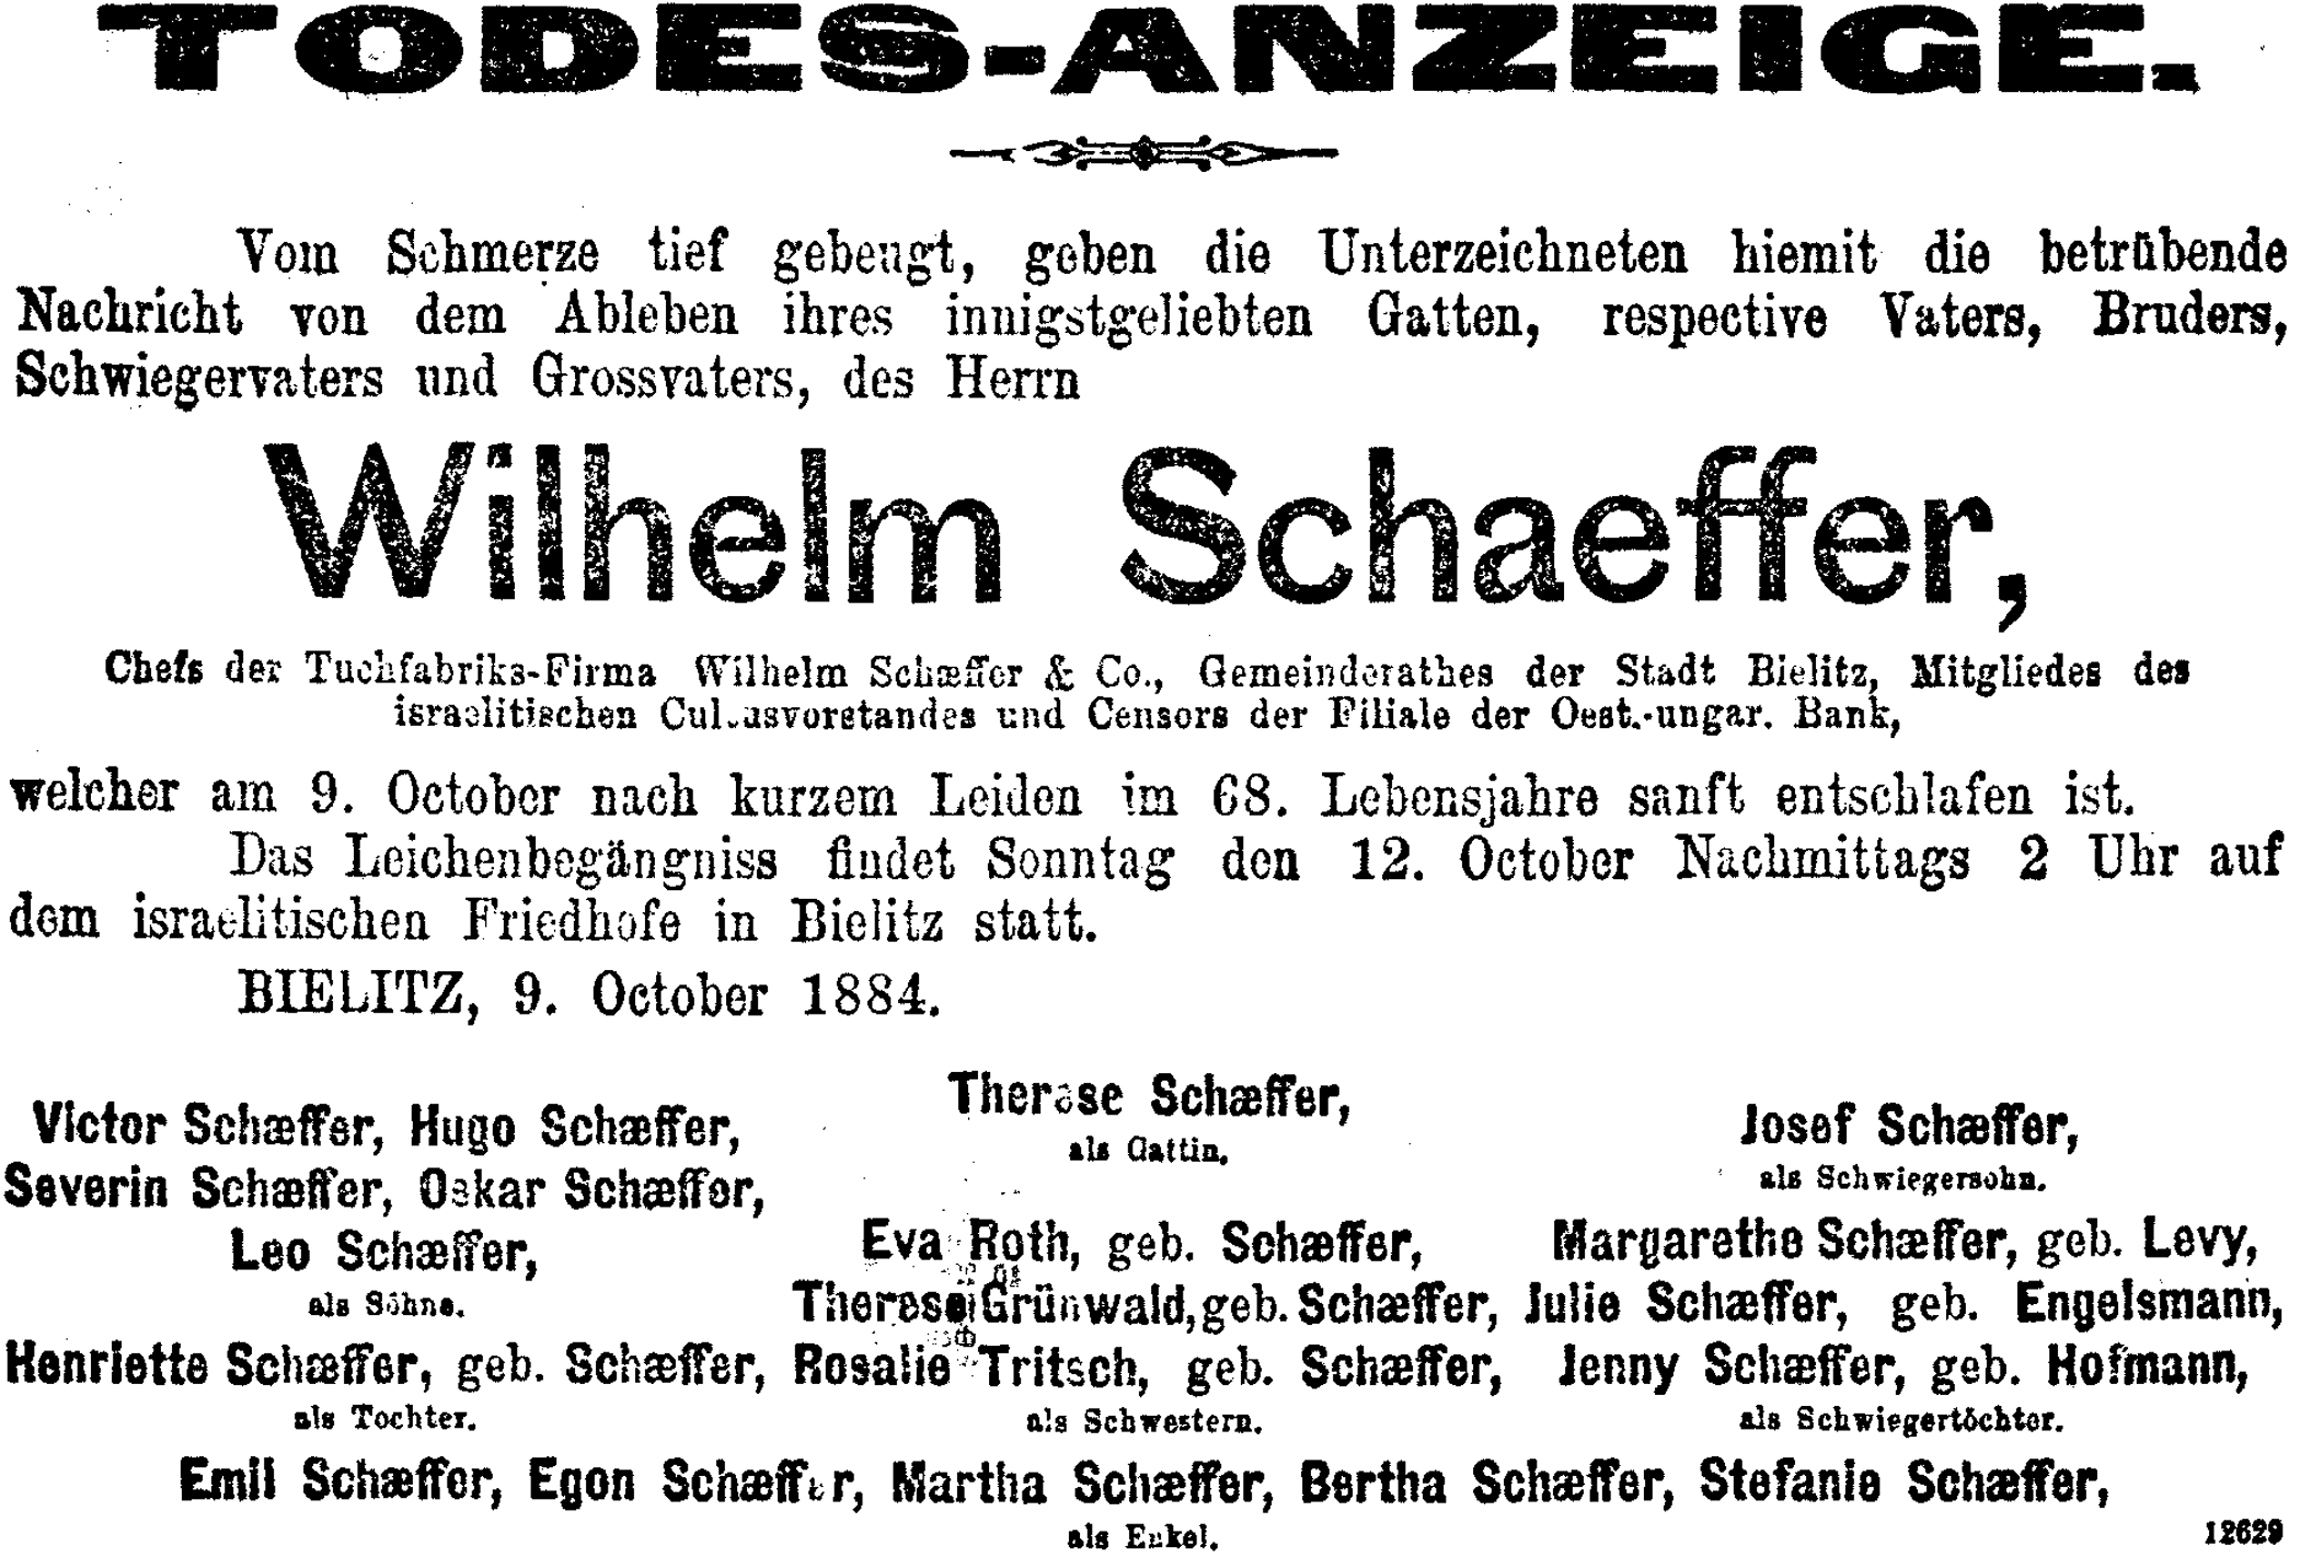 TODES-ANZEIGE.
Vom Schmerze tief gebeugt, geben die Unterzeichneten hiemit die betrübende
Nachricht von dem Ableben ihres innigstgeliebten Gatten, respective Vaters, Bruders,
Schwiegervaters und Grossvaters, des Herrn
Wilhelm Schaeffer,
Chefs der Tuchfabriks-Firma Wilhelm Schæffer & Co., Gemeinderathes der Stadt Bielitz, Mitgliedes des
israelitischen Cultusvorstandes und Censors der Filiale der Oest.-ungar. Bank,
welcher am 9. October nach kurzem Leiden im 68. Lebensjahre sanft entschlafen ist.
Das Leichenbegängniss findet Sonntag den 12. October Nachmittags 2 Uhr auf
dem israelitischen Friedhofe in Bielitz statt.
BIELITZ, 9. October 1884.
Therese Schæffer,
als Gattin.
Victor Schæffer, Hugo Schæffer,
Severin Schæffer, Oskar Schæffer,
Leo Schæffer,
als Söhne.
Henriette Schæffer, geb. Schæffer,
als Tochter.
Eva Roth, geb. Schæffer,
Therese Grünwald, geb. Schæffer,
Rosalie Tritsch, geb. Schæffer,
als Schwestern.
Josef Schæffer,
als Schwiegersohn.
Margarethe Schæffer, geb. Levy,
Julie Schæffer, geb. Engelsmann,
Jenny Schæffer, geb. Hofmann,
als Schwiegertöchter.
Emil Schæffer, Egon Schæffer, Martha Schæffer, Bertha Schæffer, Stefanie Schæffer,
als Enkel.
12629